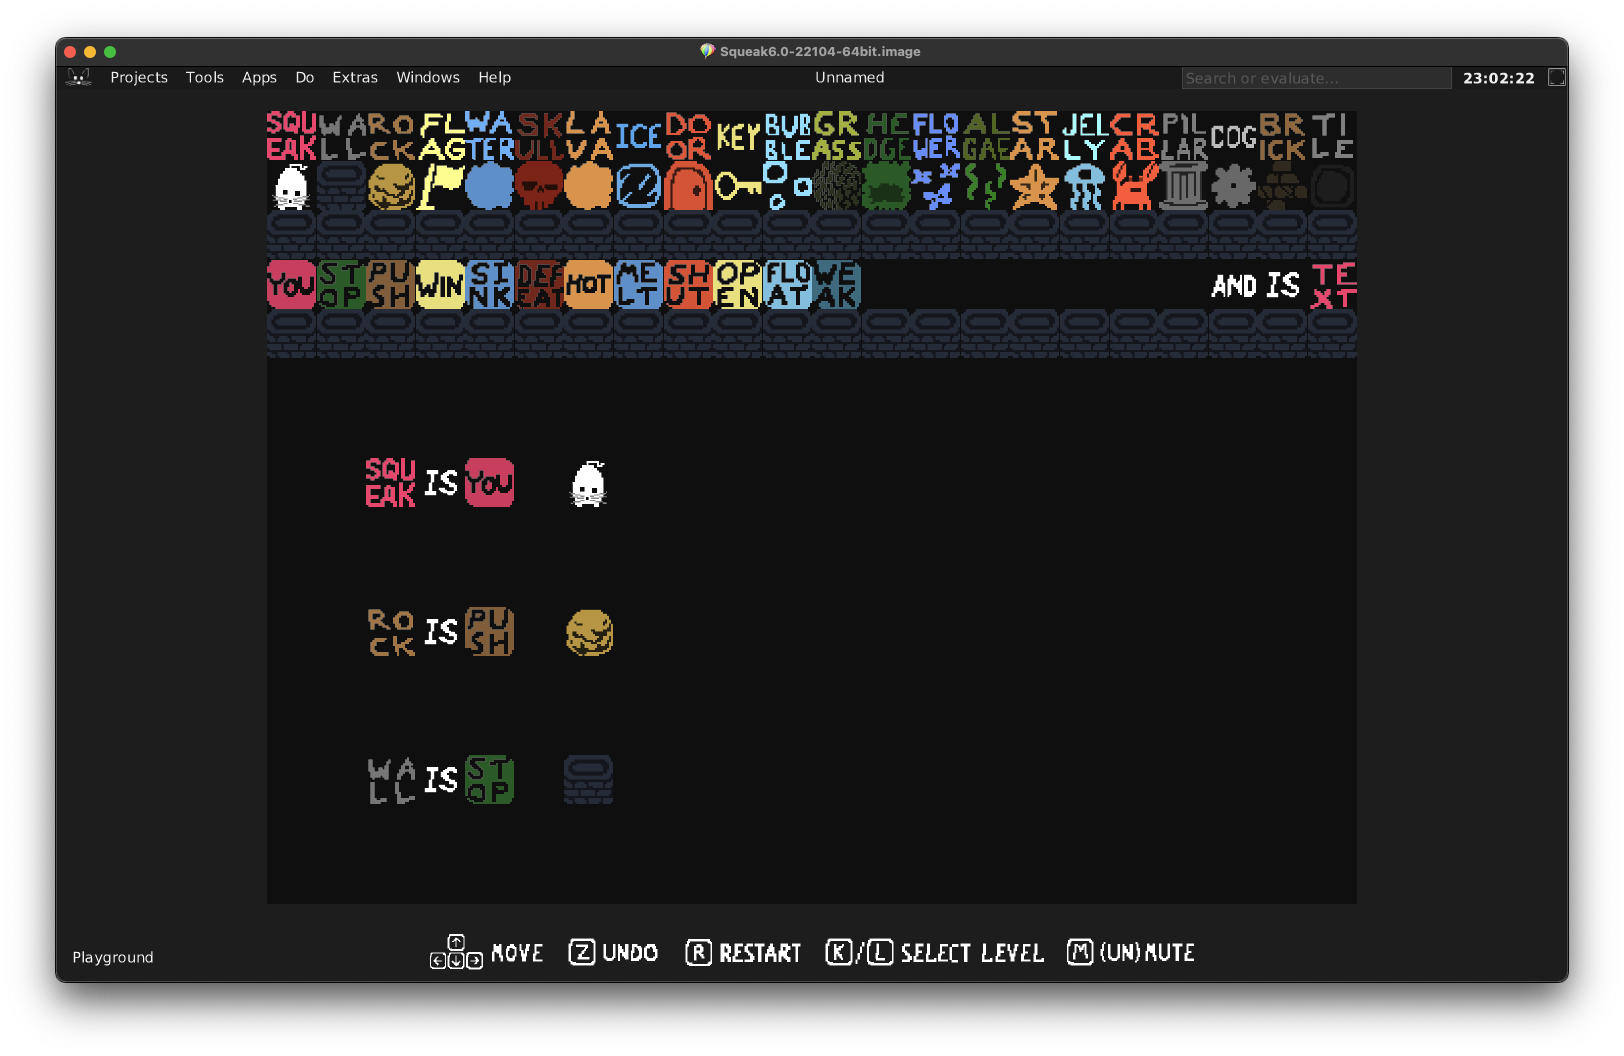 Squeak6.0-22104-64bit.image
Projects Tools Apps Do Extras Windows Help Unnamed Search or evaluate... 23:02:22
SQUEAK WALL ROCK FLAG WATER SKULL LAVA ICE DOOR KEY BUBBLE GRASS HEDGE FLOWER ALGAE STAR JELLY CRAB PILLAR COG BRICK TILE
YOU STOP PUSH WIN SINK DEFEAT HOT MELT SHUT OPEN FLOAT WEAK AND IS TEXT
SQUEAK IS YOU
ROCK IS PUSH
WALL IS STOP
Playground ↑ ← ↓ → MOVE Z UNDO R RESTART K/L SELECT LEVEL M (UN)MUTE